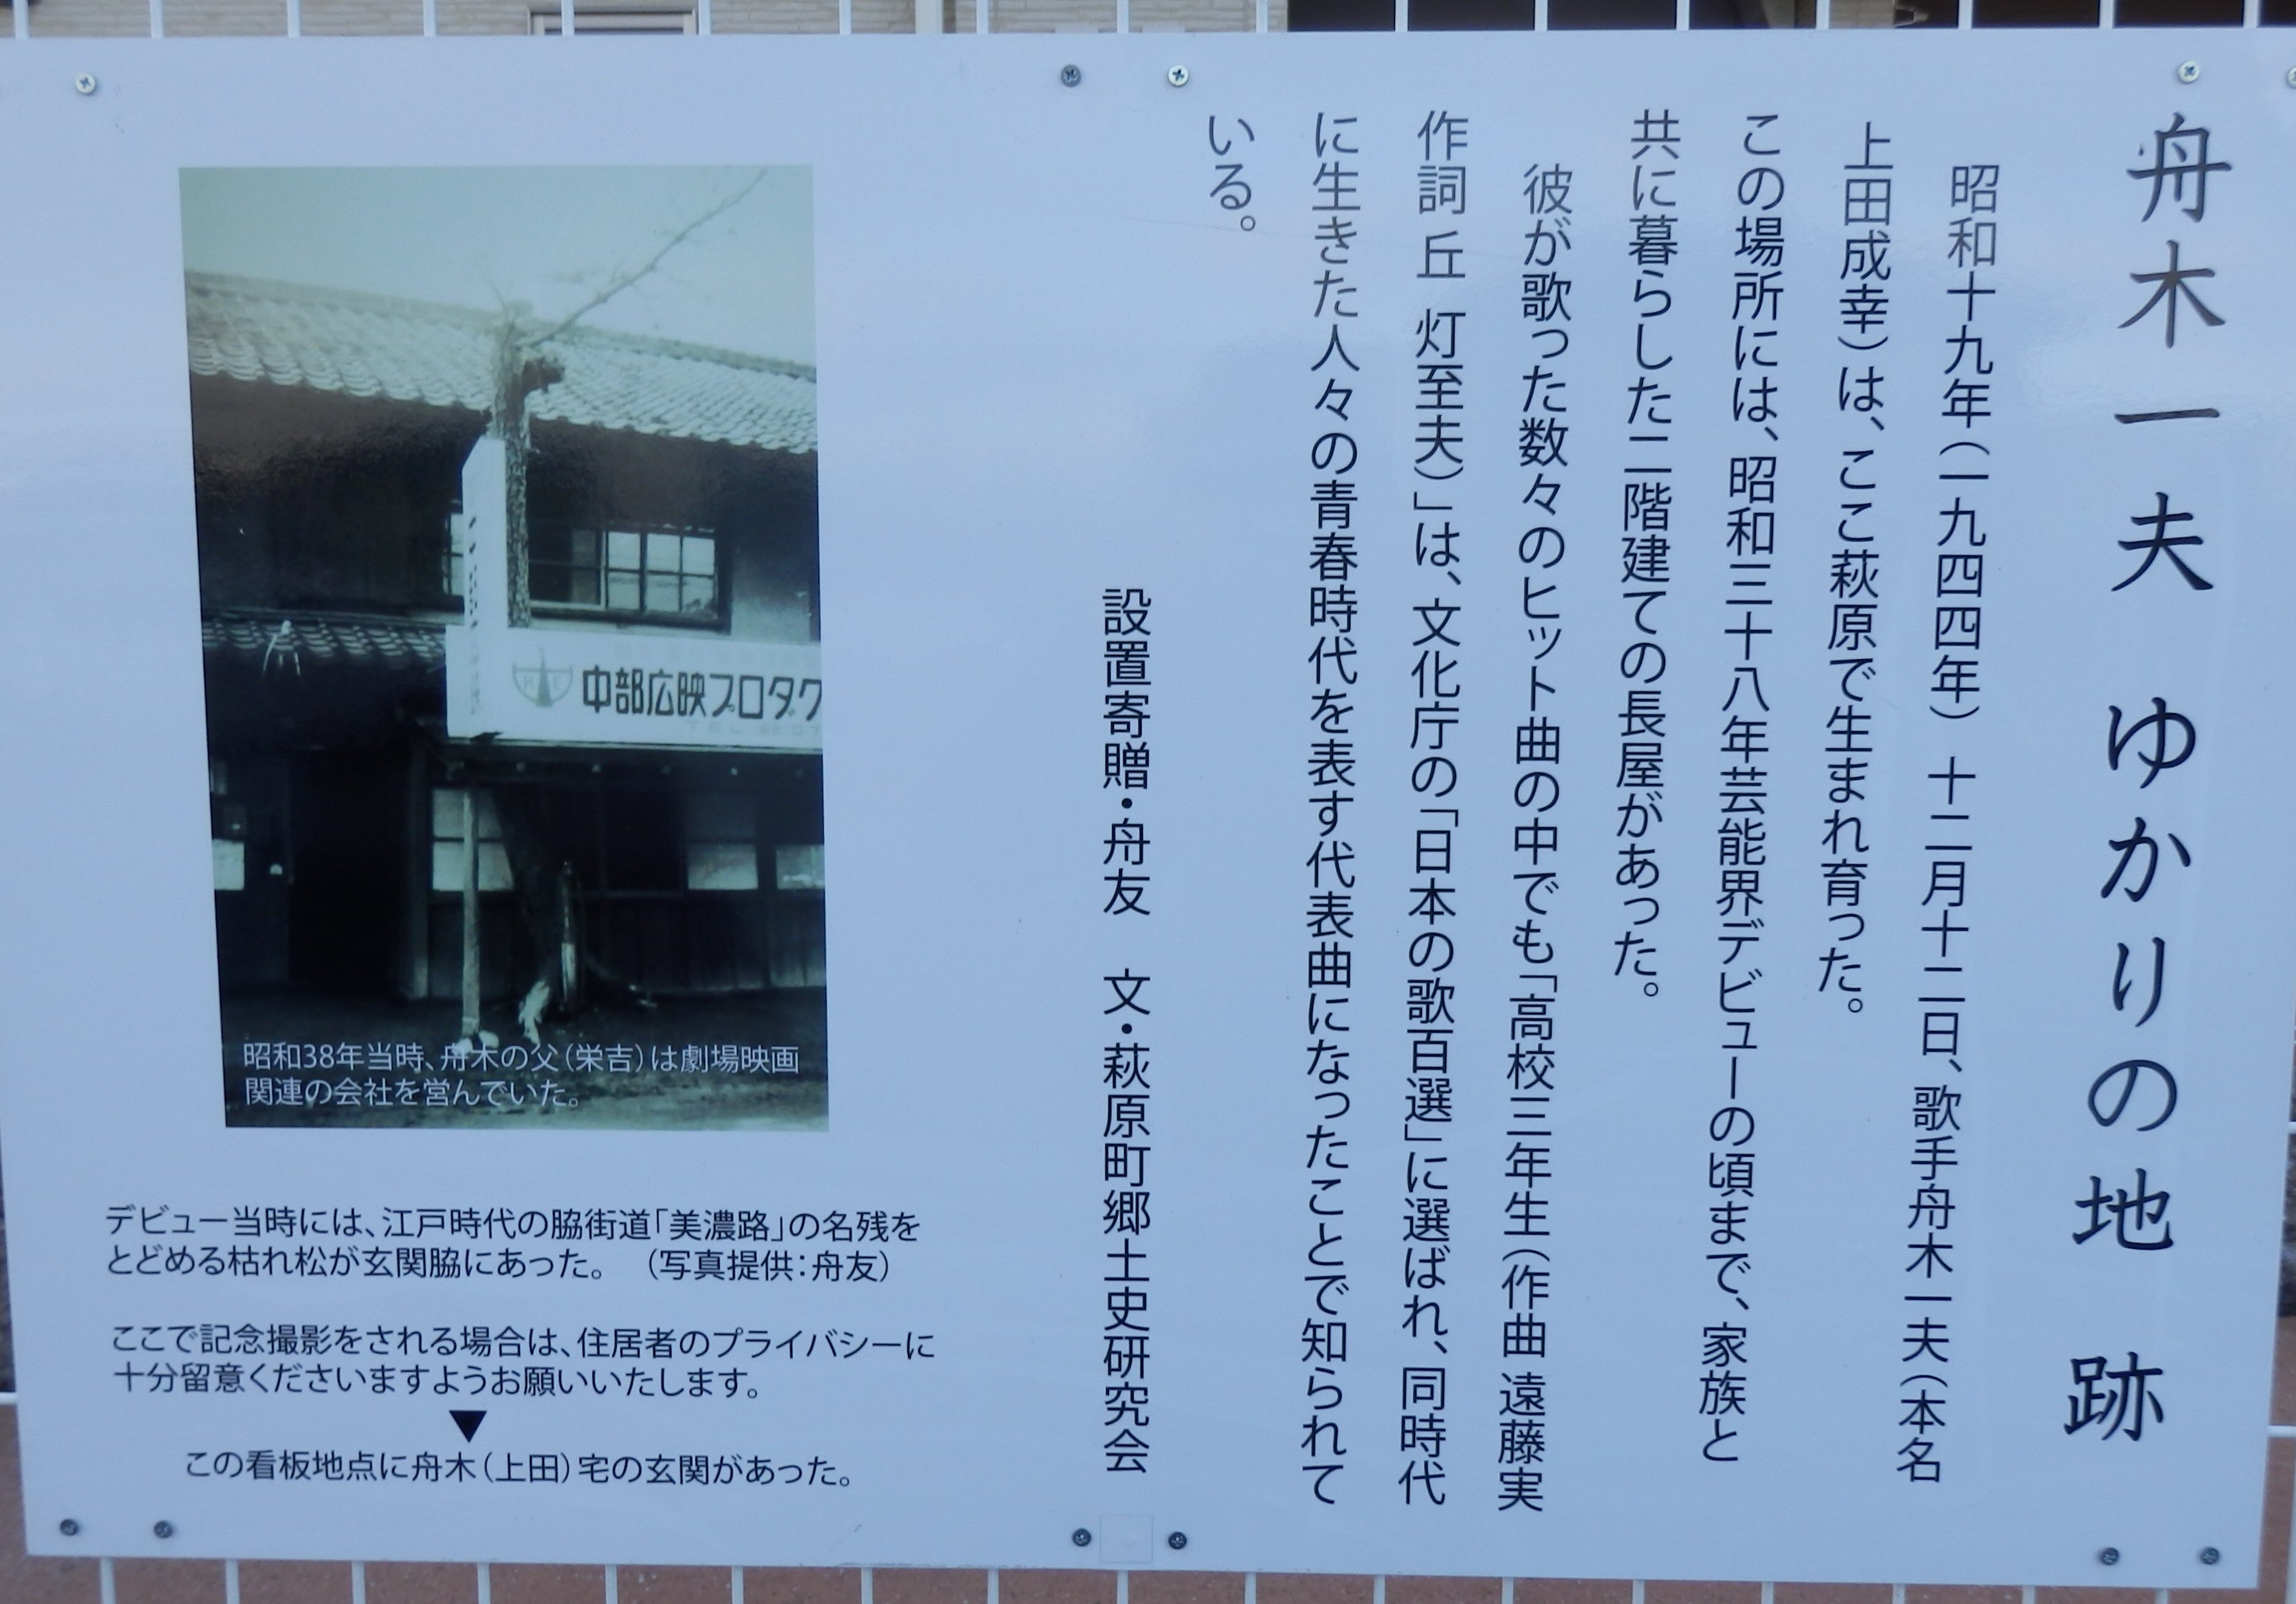 舟木一夫 ゆかりの地 跡
昭和十九年(一九四四年) 十二月十二日、歌手舟木一夫(本名
上田成幸)は、ここ萩原で生まれ育った。
この場所には、昭和三十八年芸能界デビューの頃まで、家族と
共に暮らした二階建ての長屋があった。
彼が歌った数々のヒット曲の中でも「高校三年生(作曲 遠藤実
作詞 丘 灯至夫)」は、文化庁の「日本の歌百選」に選ばれ、同時代
に生きた人々の青春時代を表す代表曲になったことで知られて
いる。
設置寄贈・舟友 文・萩原町郷土史研究会
中部広映プロダク
昭和38年当時、舟木の父(栄吉)は劇場映画
関連の会社を営んでいた。
デビュー当時には、江戸時代の脇街道「美濃路」の名残を
とどめる枯れ松が玄関脇にあった。 (写真提供:舟友)
ここで記念撮影をされる場合は、住居者のプライバシーに
十分留意くださいますようお願いいたします。
▼
この看板地点に舟木(上田)宅の玄関があった。